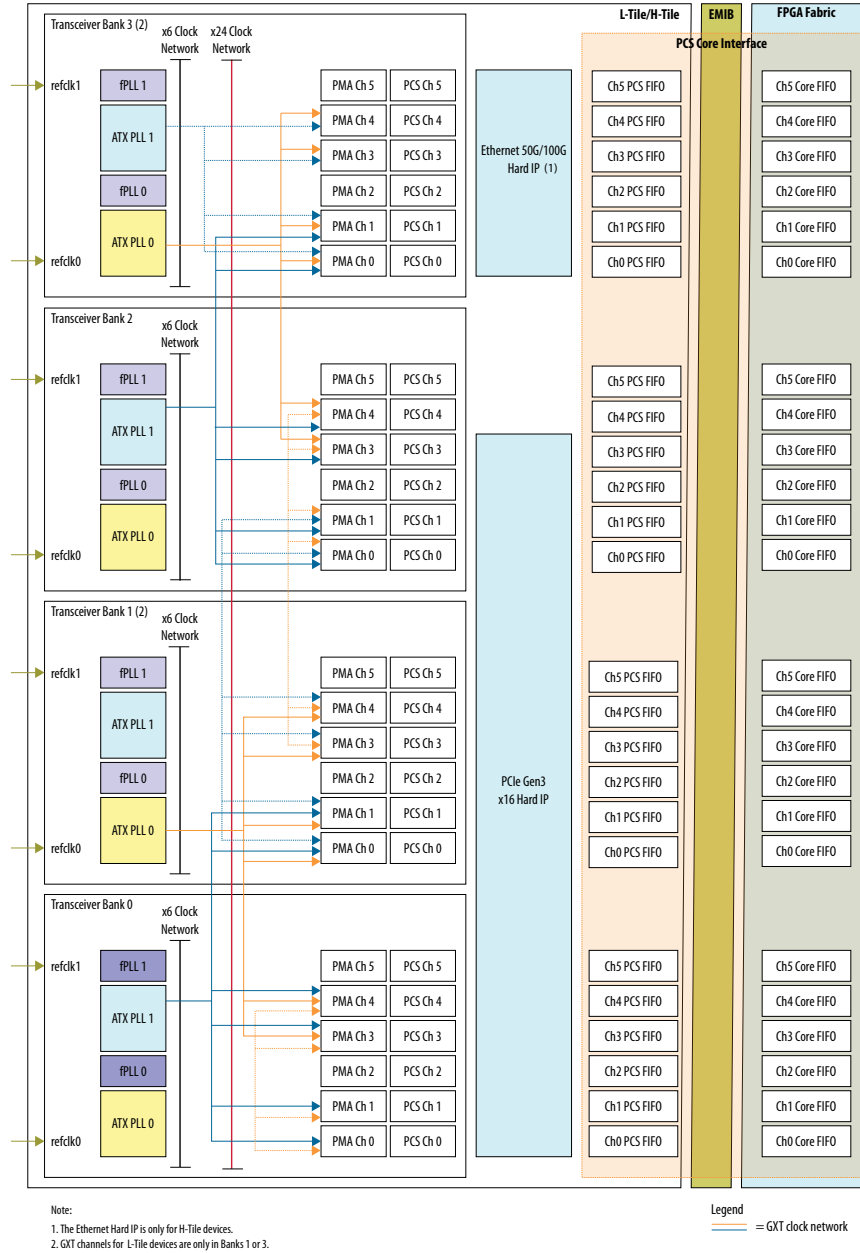 L-Tile/H-Tile
EMIB
FPGA Fabric
PCS Core Interface
Transceiver Bank 3 (2)
x6 Clock
Network
x24 Clock
Network
refclk1
fPLL 1
ATX PLL 1
fPLL 0
ATX PLL 0
refclk0
PMA Ch 5
PCS Ch 5
PMA Ch 4
PCS Ch 4
PMA Ch 3
PCS Ch 3
PMA Ch 2
PCS Ch 2
PMA Ch 1
PCS Ch 1
PMA Ch 0
PCS Ch 0
Ethernet 50G/100G
Hard IP (1)
Ch5 PCS FIFO
Ch5 Core FIFO
Ch4 PCS FIFO
Ch4 Core FIFO
Ch3 PCS FIFO
Ch3 Core FIFO
Ch2 PCS FIFO
Ch2 Core FIFO
Ch1 PCS FIFO
Ch1 Core FIFO
Ch0 PCS FIFO
Ch0 Core FIFO
Transceiver Bank 2
x6 Clock
Network
refclk1
fPLL 1
ATX PLL 1
fPLL 0
ATX PLL 0
refclk0
PMA Ch 5
PCS Ch 5
PMA Ch 4
PCS Ch 4
PMA Ch 3
PCS Ch 3
PMA Ch 2
PCS Ch 2
PMA Ch 1
PCS Ch 1
PMA Ch 0
PCS Ch 0
Ch5 PCS FIFO
Ch5 Core FIFO
Ch4 PCS FIFO
Ch4 Core FIFO
Ch3 PCS FIFO
Ch3 Core FIFO
Ch2 PCS FIFO
Ch2 Core FIFO
Ch1 PCS FIFO
Ch1 Core FIFO
Ch0 PCS FIFO
Ch0 Core FIFO
Transceiver Bank 1 (2)
x6 Clock
Network
refclk1
fPLL 1
ATX PLL 1
fPLL 0
ATX PLL 0
refclk0
PMA Ch 5
PCS Ch 5
PMA Ch 4
PCS Ch 4
PMA Ch 3
PCS Ch 3
PMA Ch 2
PCS Ch 2
PMA Ch 1
PCS Ch 1
PMA Ch 0
PCS Ch 0
PCIe Gen3
x16 Hard IP
Ch5 PCS FIFO
Ch5 Core FIFO
Ch4 PCS FIFO
Ch4 Core FIFO
Ch3 PCS FIFO
Ch3 Core FIFO
Ch2 PCS FIFO
Ch2 Core FIFO
Ch1 PCS FIFO
Ch1 Core FIFO
Ch0 PCS FIFO
Ch0 Core FIFO
Transceiver Bank 0
x6 Clock
Network
refclk1
fPLL 1
ATX PLL 1
fPLL 0
ATX PLL 0
refclk0
PMA Ch 5
PCS Ch 5
PMA Ch 4
PCS Ch 4
PMA Ch 3
PCS Ch 3
PMA Ch 2
PCS Ch 2
PMA Ch 1
PCS Ch 1
PMA Ch 0
PCS Ch 0
Ch5 PCS FIFO
Ch5 Core FIFO
Ch4 PCS FIFO
Ch4 Core FIFO
Ch3 PCS FIFO
Ch3 Core FIFO
Ch2 PCS FIFO
Ch2 Core FIFO
Ch1 PCS FIFO
Ch1 Core FIFO
Ch0 PCS FIFO
Ch0 Core FIFO
Note:
1. The Ethernet Hard IP is only for H-Tile devices.
2. GXT channels for L-Tile devices are only in Banks 1 or 3.
Legend
= GXT clock network